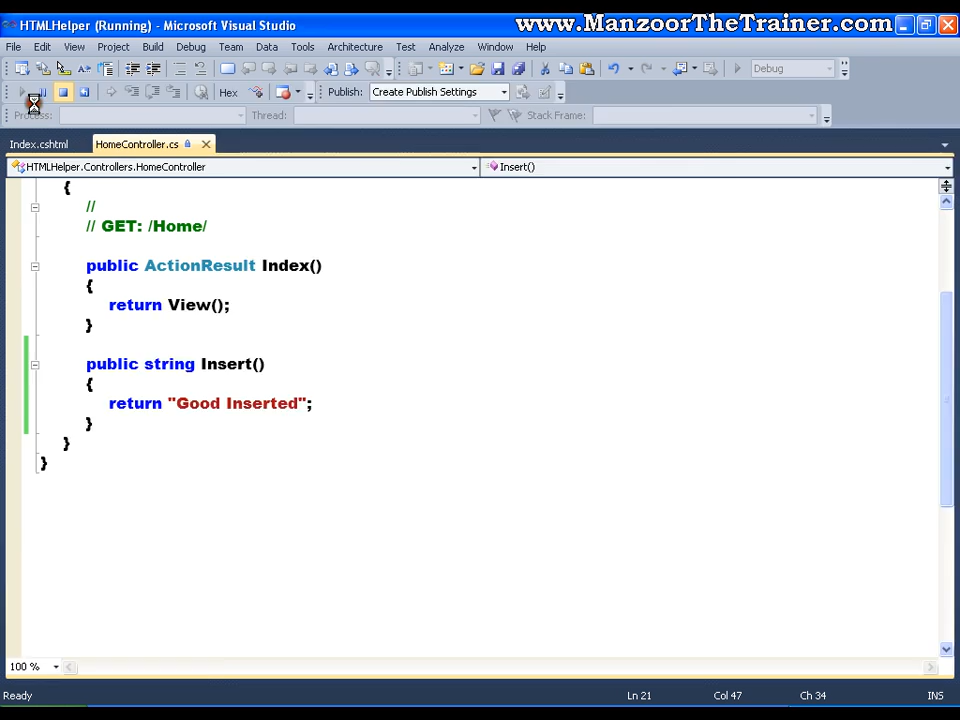 HTMLHelper (Running) - Microsoft Visual Studio
www.ManzoorTheTrainer.com
File Edit View Project Build Debug Team Data Tools Architecture Test Analyze Window Help
Debug
Hex Publish: Create Publish Settings
Process: Thread: Stack Frame:
Index.cshtml HomeController.cs
HTMLHelper.Controllers.HomeController Insert()
{
//
// GET: /Home/
public ActionResult Index()
{
return View();
}
public string Insert()
{
return "Good Inserted";
}
}
}
100 %
Ready Ln 21 Col 47 Ch 34 INS